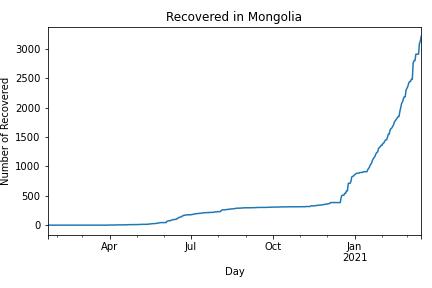 Recovered in Mongolia
Number of Recovered
3000
2500
2000
1500
1000
500
0
Apr
Jul
Oct
Jan
2021
Day